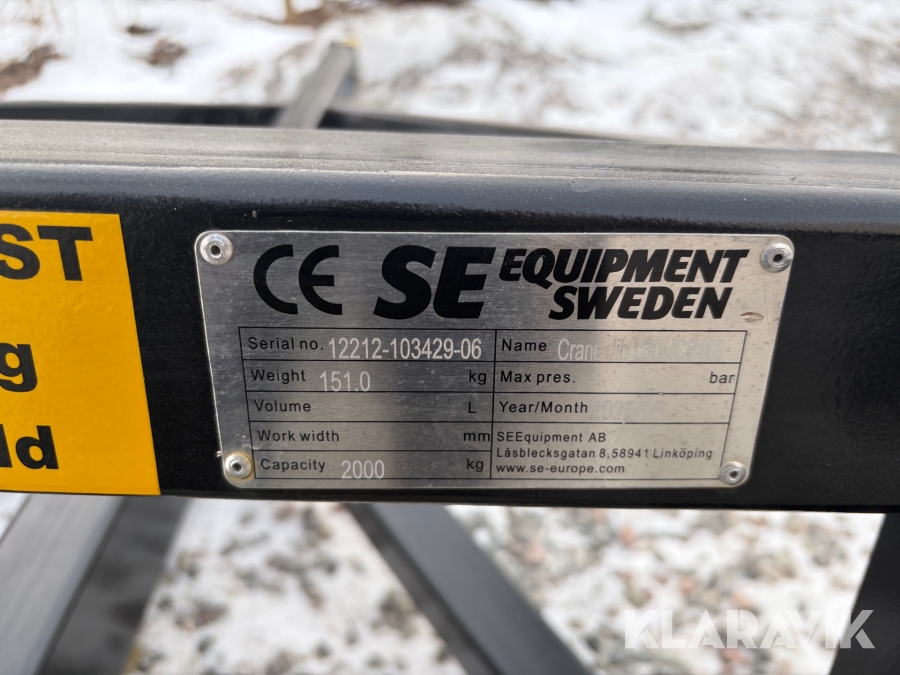 ST
g
ld
CE SE EQUIPMENT
SWEDEN
Serial no. 12212-103429-06
Name Crane
Weight 151.0 kg
Max pres. bar
Volume L
Year/Month
Work width mm
SEEquipment AB
Låsblecksgatan 8,58941 Linköping
Capacity 2000 kg
www.se-europe.com
KLARAVIK